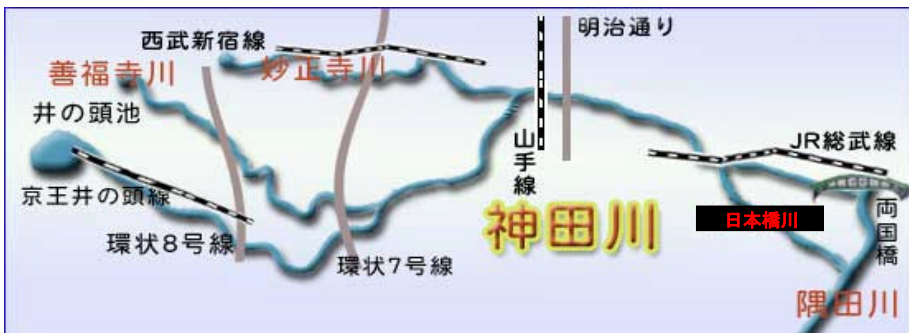 明治通り
西武新宿線
善福寺川
妙正寺川
井の頭池
JR総武線
山手線
京王井の頭線
神田川
日本橋川
両国橋
環状8号線
環状7号線
隅田川